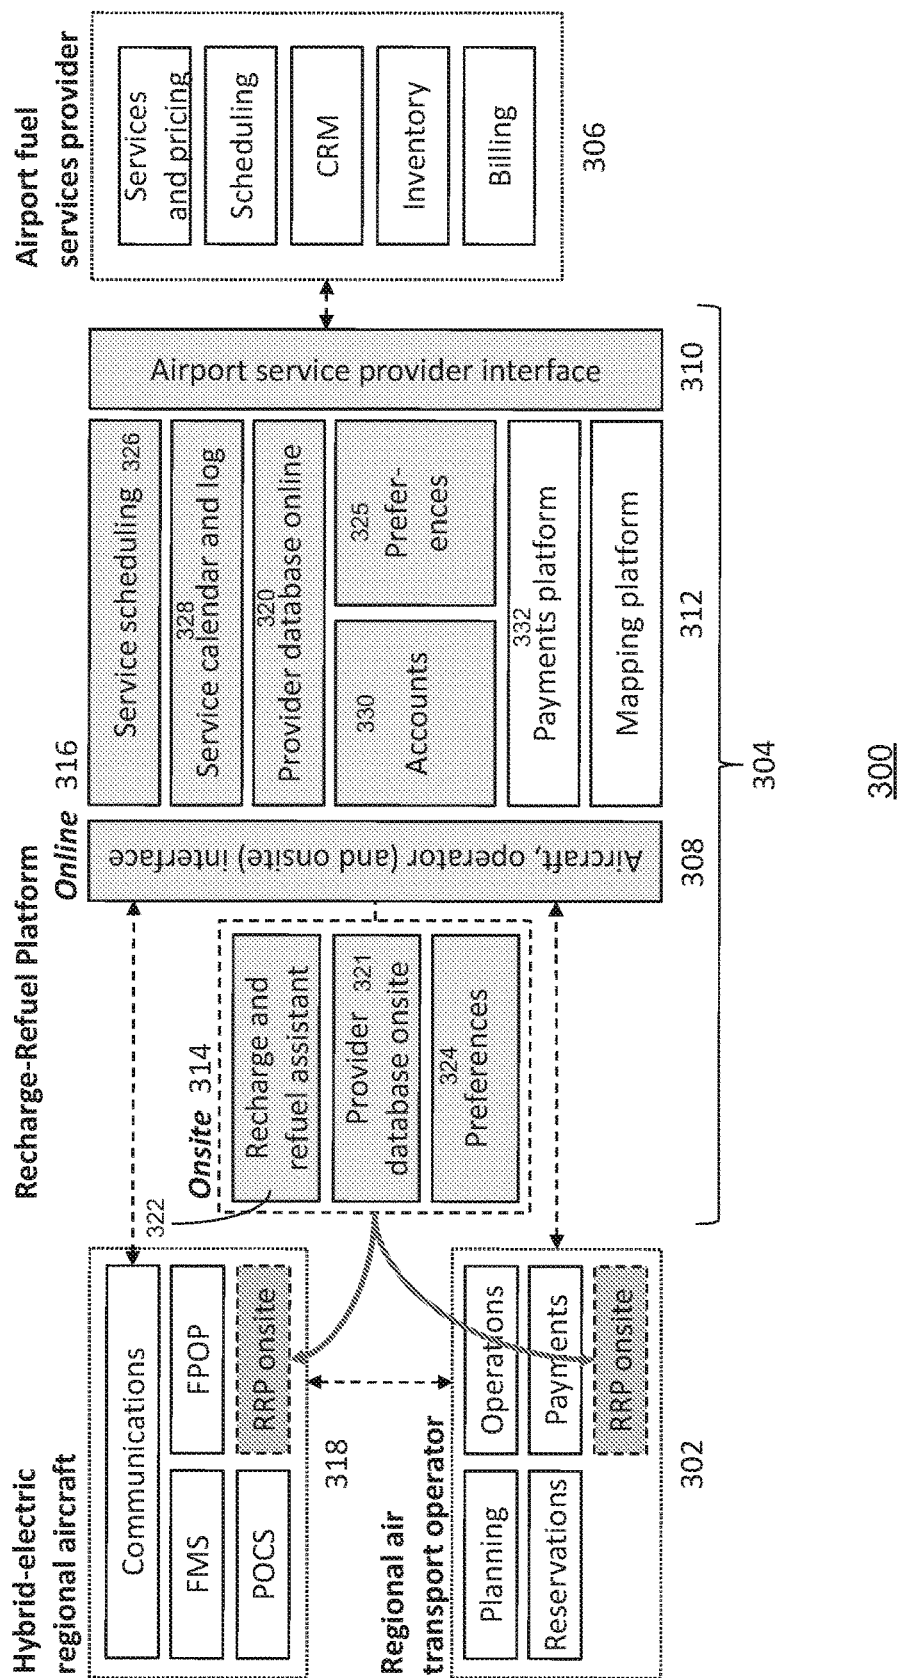 Hybrid-electric
regional aircraft
Communications
FMS
FPOP
POCS
RRP onsite
318
Regional air
transport operator
Planning
Operations
Reservations
Payments
RRP onsite
302
Recharge-Refuel Platform
322
Onsite 314
Recharge and
refuel assistant
Provider 321
database onsite
324
Preferences
Online 316
Aircraft, operator (and onsite) interface
308
Service scheduling 326
328
Service calendar and log
320
Provider database online
330
Accounts
325
Prefer-
ences
332
Payments platform
Mapping platform
312
Airport service provider interface
310
304
Airport fuel
services provider
Services
and pricing
Scheduling
CRM
Inventory
Billing
306
300